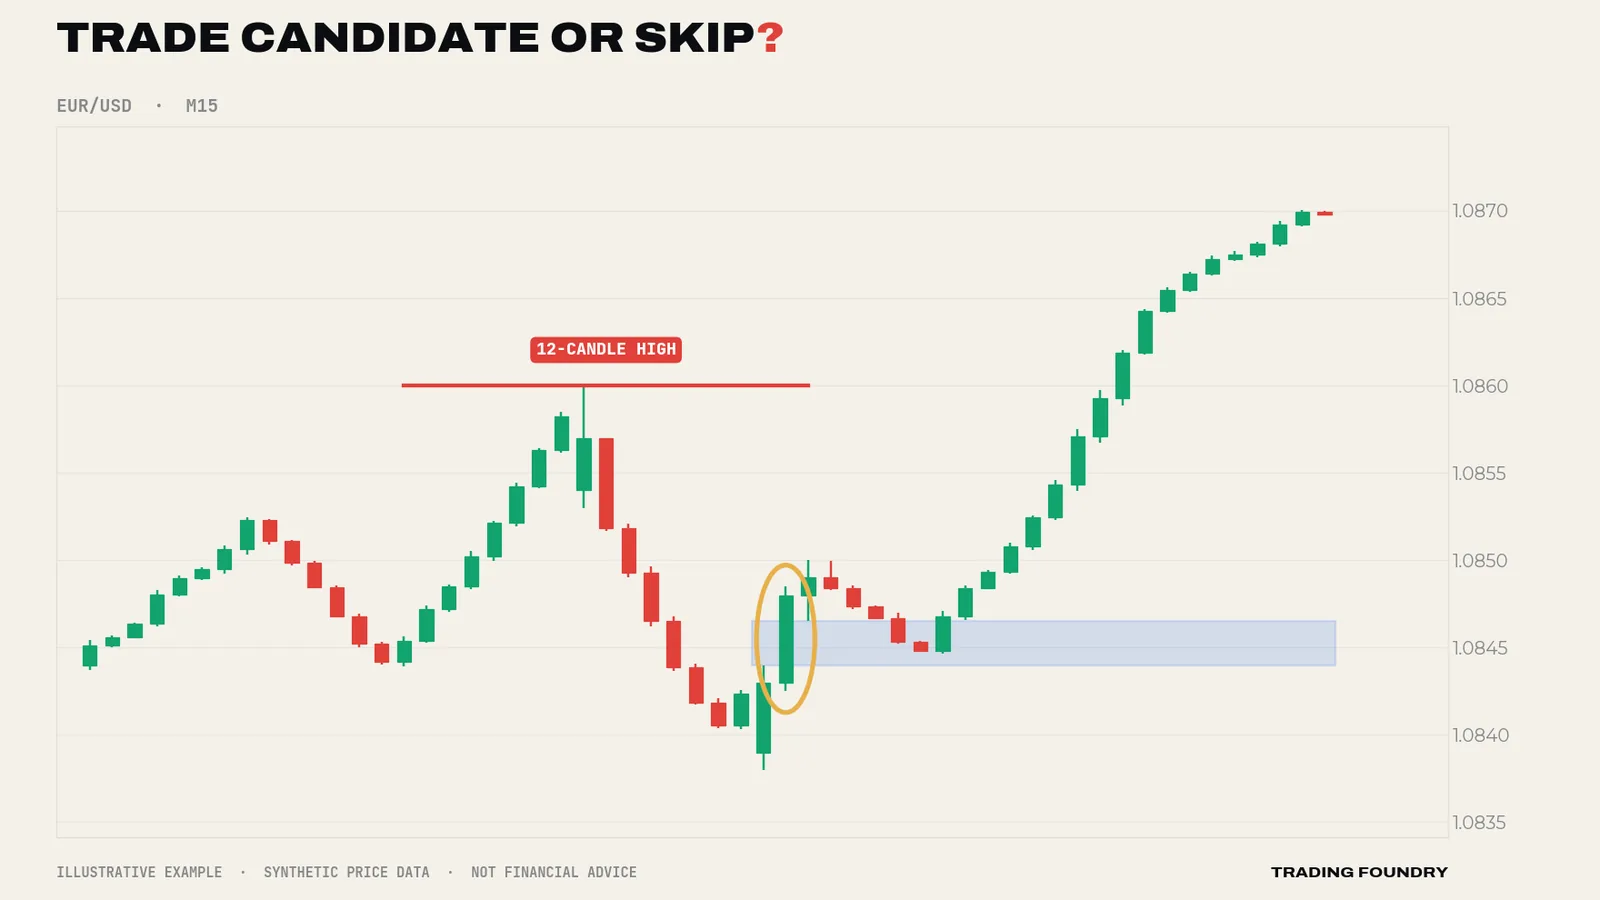 TRADE CANDIDATE OR SKIP?
EUR/USD · M15
1.0870
1.0865
12-CANDLE HIGH
1.0860
1.0855
1.0850
1.0845
1.0840
1.0835
ILLUSTRATIVE EXAMPLE · SYNTHETIC PRICE DATA · NOT FINANCIAL ADVICE
TRADING FOUNDRY